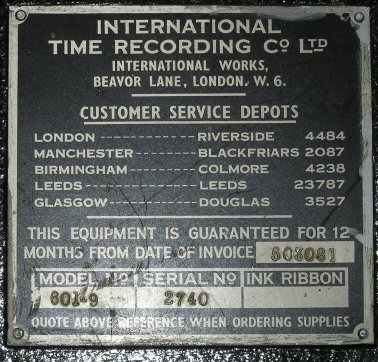 INTERNATIONAL
TIME RECORDING Co LTD
INTERNATIONAL WORKS,
BEAVOR LANE, LONDON. W. 6.
CUSTOMER SERVICE DEPOTS
LONDON RIVERSIDE 4484
MANCHESTER BLACKFRIARS 2087
BIRMINGHAM COLMORE 4238
LEEDS LEEDS 23787
GLASGOW DOUGLAS 3527
THIS EQUIPMENT IS GUARANTEED FOR 12
MONTHS FROM DATE OF INVOICE 603081
MODEL No SERIAL No INK RIBBON
2740
QUOTE ABOVE REFERENCE WHEN ORDERING SUPPLIES